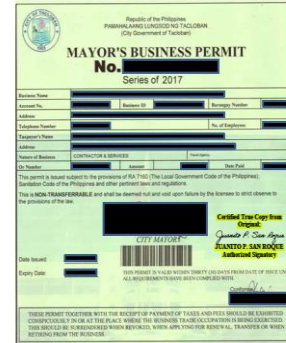 Republic of the Philippines
PAMAHALAANG LUNGSOD NG TACLOBAN
(City Government of Tacloban)
MAYOR'S BUSINESS PERMIT
No.
Series of 2017
Business Name
Account No. Business ID Barangay Number
Address
Telephone Number No. of Employees
Taxpayer's Name
Address
Nature of Business CONTRACTOR & SERVICES
Or Number Amount Date Paid
This permit is issued subject to the provisions of RA 7160 (The Local Government Code of the Philippines)
Sanitation Code of the Philippines and other pertinent laws and regulations.
This is NON-TRANSFERRABLE and shall be deemed null and void upon failure by the licensee to strict observe to
the provisions of the law.
Certified True Copy from
Original:
Juanito P. San Roque
JUANITO P. SAN ROQUE
Authorized Signatory
CITY MAYOR
Date Issued:
Expiry Date:
THIS PERMIT IS VALID WITHIN THIRTY (30) DAYS FROM DATE OF ISSUE UN
ALL REQUIREMENTS HAVE BEEN COMPLIED WITH.
THESE PERMIT TOGETHER WITH THE RECEIPT OF PAYMENT OF TAXES AND FEES SHOULD BE EXHIBITED
CONSPICUOUSLY IN OR AT THE PLACE WHERE THE BUSINESS TRADE OCCUPATION IS BEING EXERCISED.
THIS SHOULD BE SURRENDERED WHEN REVOKED, WHEN APPLYING FOR RENEWAL, TRANSFER OR WHEN
RETIRING FROM THE BUSINESS.